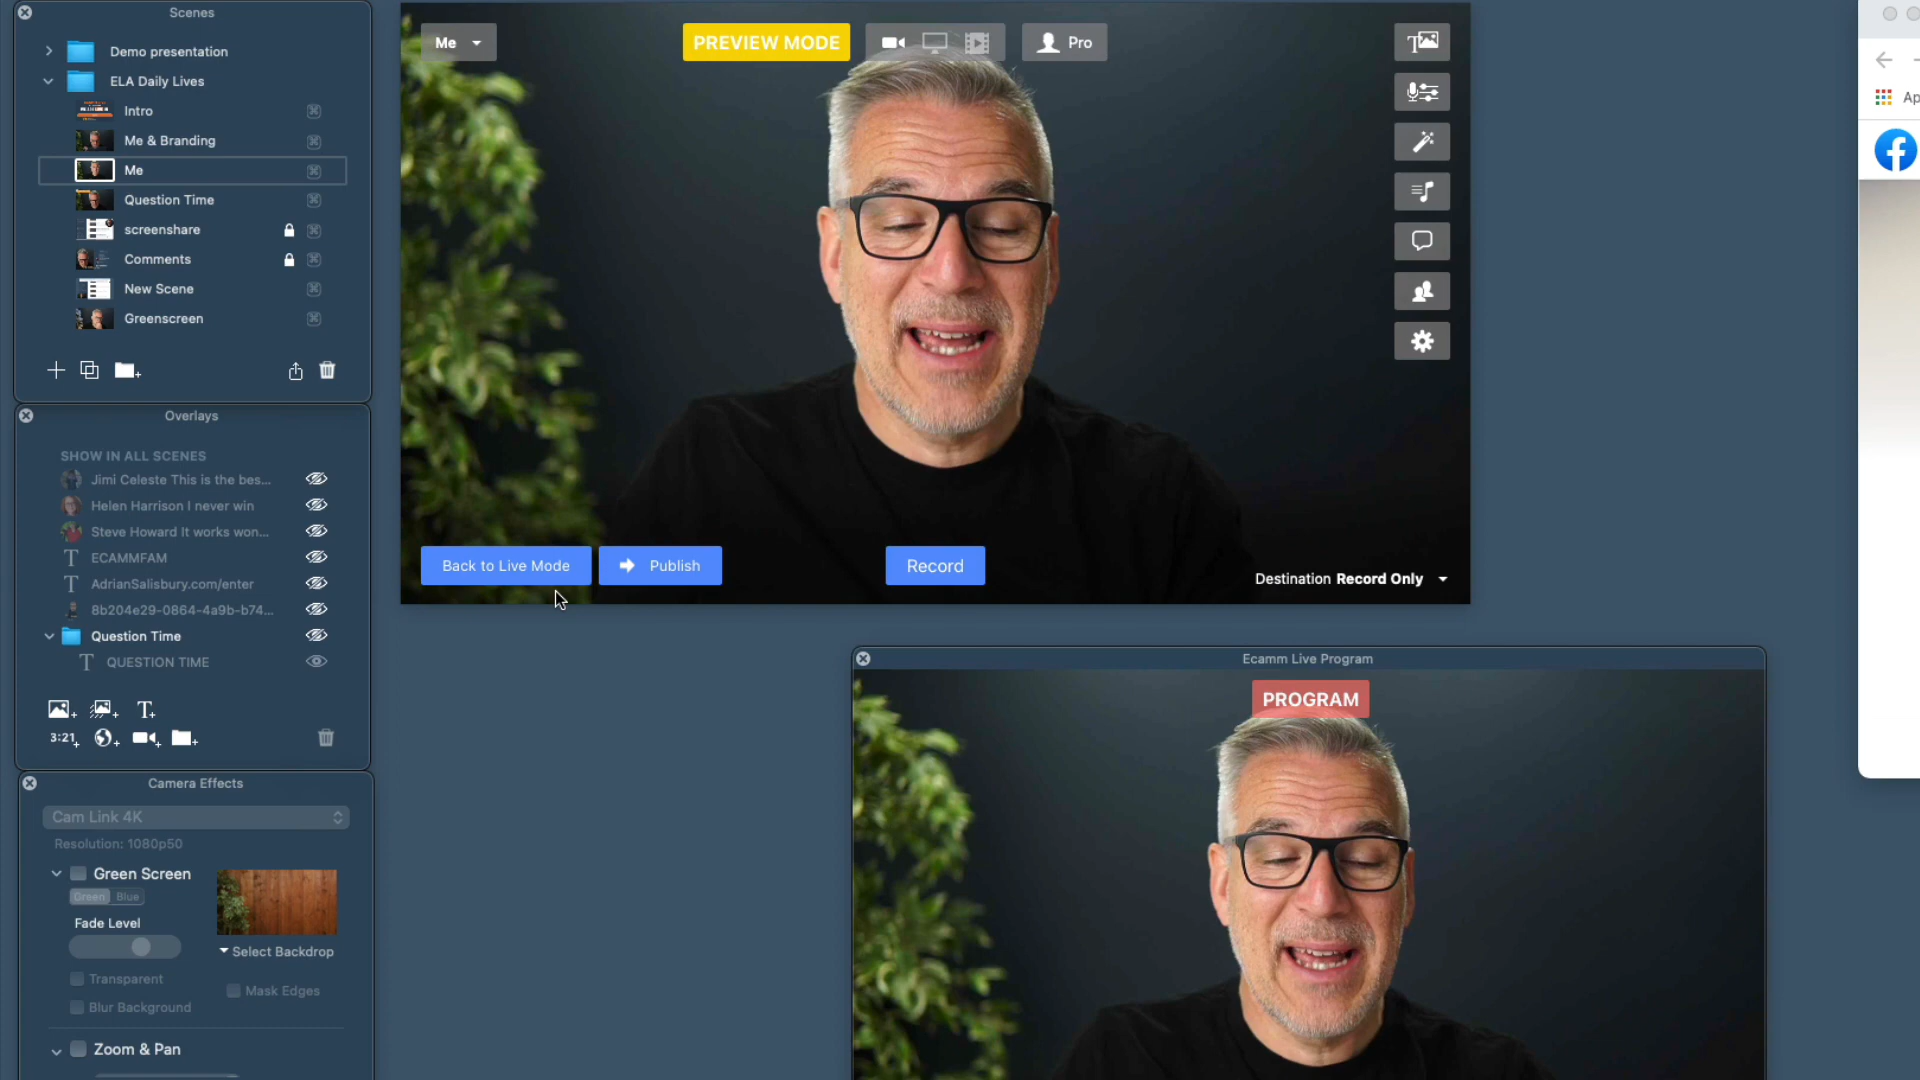 Scenes
Demo presentation
ELA Daily Lives
Intro
Me & Branding
Me
Question Time
screenshare
Comments
New Scene
Greenscreen
Overlays
SHOW IN ALL SCENES
Jimi Celeste This is the bes...
Helen Harrison I never win
Steve Howard It works won...
ECAMMFAM
AdrianSalisbury.com/enter
8b204e29-0864-4a9b-b74...
Question Time
QUESTION TIME
3:21
Camera Effects
Cam Link 4K
Resolution: 1080p50
Green Screen
Green Blue
Fade Level
Select Backdrop
Transparent
Mask Edges
Blur Background
Zoom & Pan
Me
PREVIEW MODE
Pro
Back to Live Mode
Publish
Record
Destination Record Only
Ecamm Live Program
PROGRAM
Ap